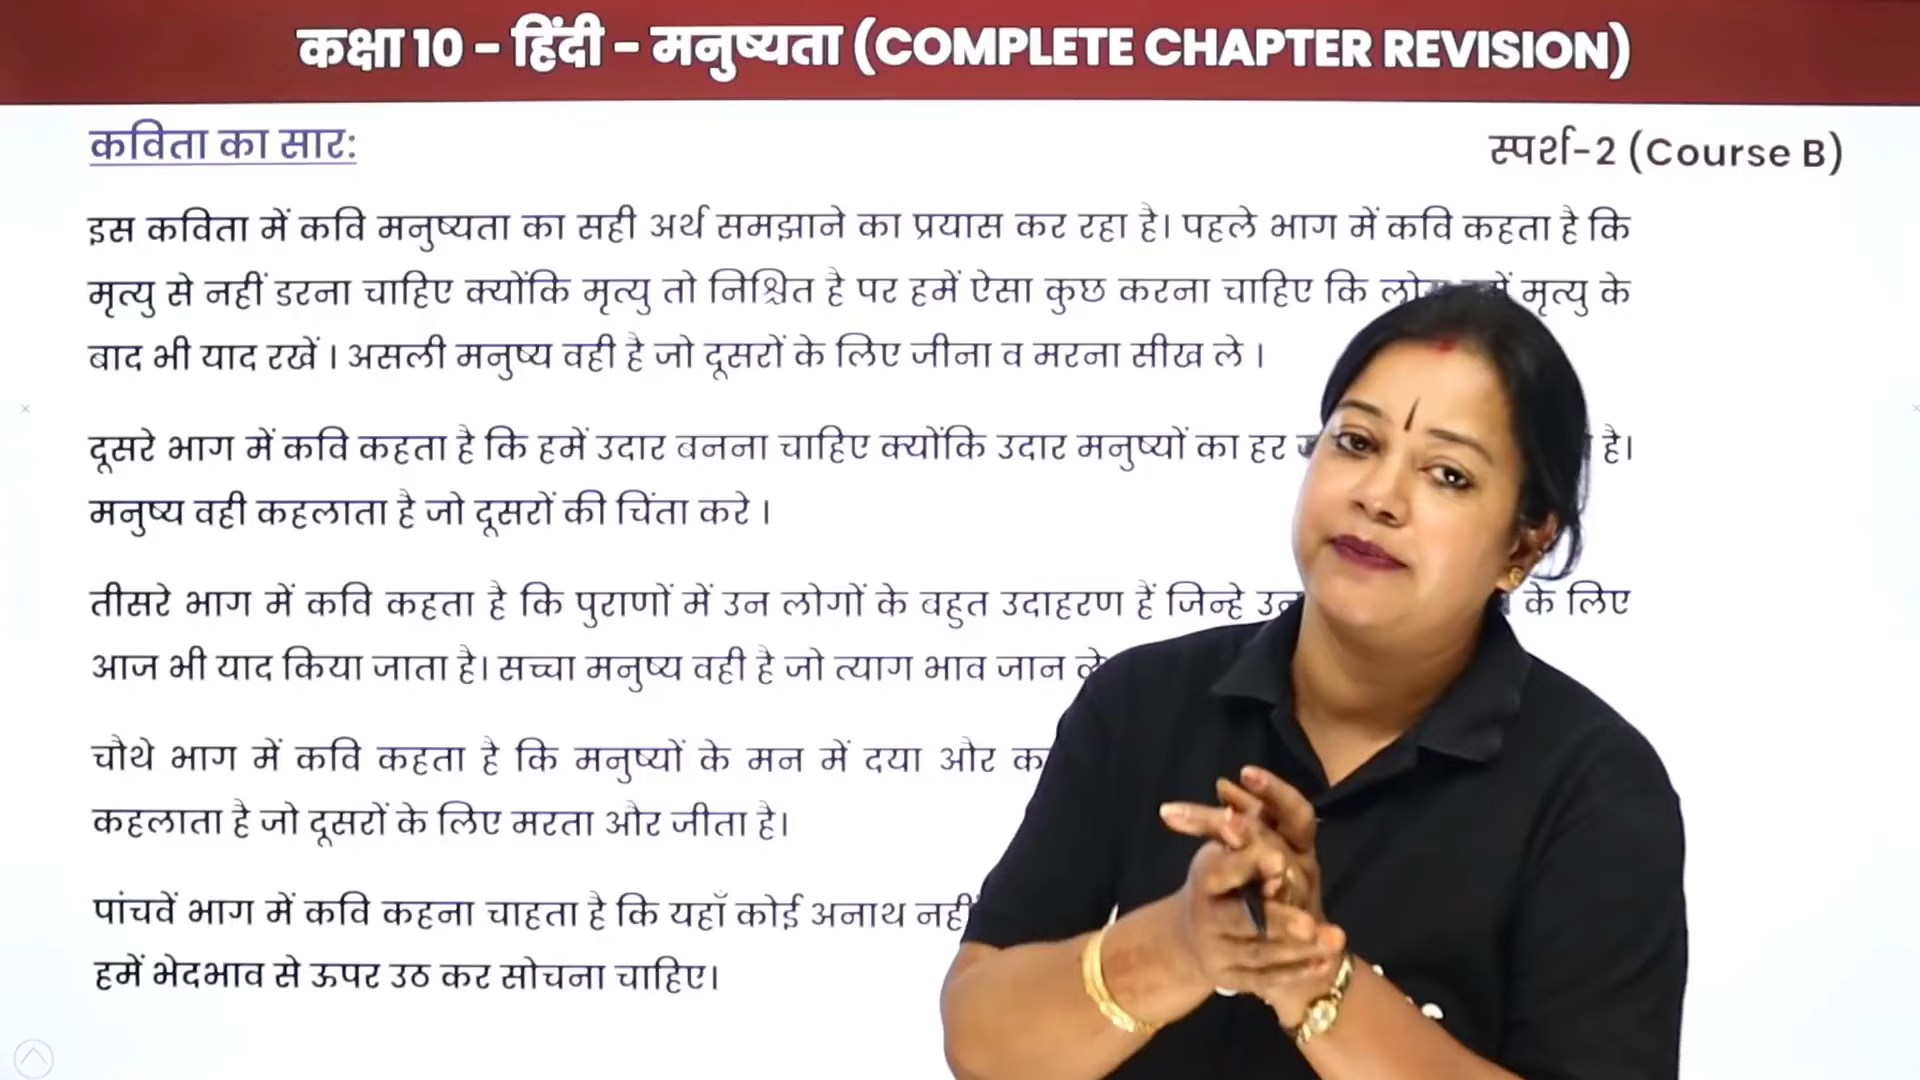 कक्षा 10 - हिंदी - मनुष्यता (COMPLETE CHAPTER REVISION)
कविता का सार:
स्पर्श-2 (Course B)
इस कविता में कवि मनुष्यता का सही अर्थ समझाने का प्रयास कर रहा है। पहले भाग में कवि कहता है कि
मृत्यु से नहीं डरना चाहिए क्योंकि मृत्यु तो निश्चित है पर हमें ऐसा कुछ करना चाहिए कि मृत्यु के
बाद भी याद रखें । असली मनुष्य वही है जो दूसरों के लिए जीना व मरना सीख ले ।
दूसरे भाग में कवि कहता है कि हमें उदार बनना चाहिए क्योंकि उदार मनुष्यों का हर है।
मनुष्य वही कहलाता है जो दूसरों की चिंता करे ।
तीसरे भाग में कवि कहता है कि पुराणों में उन लोगों के बहुत उदाहरण हैं जिन्हे के लिए
आज भी याद किया जाता है। सच्चा मनुष्य वही है जो त्याग भाव जान
चौथे भाग में कवि कहता है कि मनुष्यों के मन में दया और
कहलाता है जो दूसरों के लिए मरता और जीता है।
पांचवें भाग में कवि कहना चाहता है कि यहाँ कोई अनाथ नहीं
हमें भेदभाव से ऊपर उठ कर सोचना चाहिए।